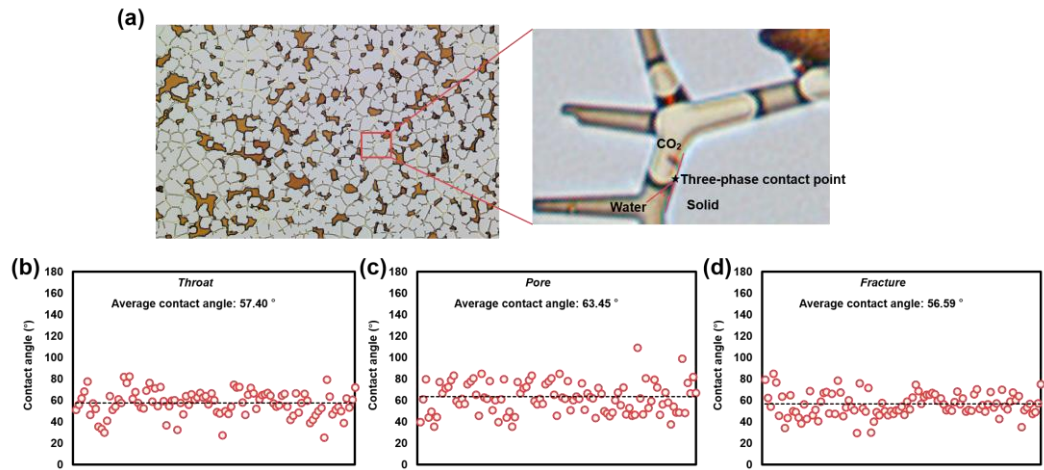 (a)
CO₂
Three-phase contact point
Water
Solid
(b)
Contact angle (°)
180
160
140
120
100
80
60
40
20
0
Throat
Average contact angle: 57.40 °
(c)
Contact angle (°)
180
160
140
120
100
80
60
40
20
0
Pore
Average contact angle: 63.45 °
(d)
Contact angle (°)
180
160
140
120
100
80
60
40
20
0
Fracture
Average contact angle: 56.59 °